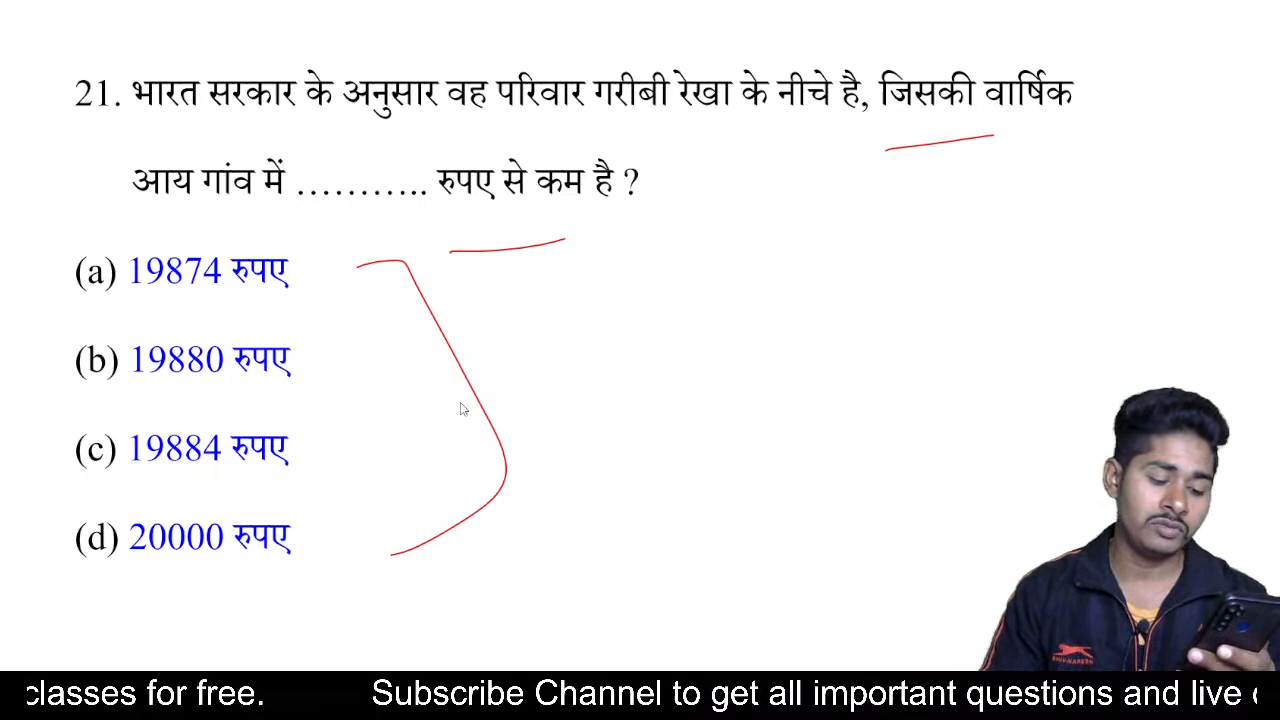 21. भारत सरकार के अनुसार वह परिवार गरीबी रेखा के नीचे है, जिसकी वार्षिक
आय गांव में ……….. रुपए से कम है ?
(a) 19874 रुपए
(b) 19880 रुपए
(c) 19884 रुपए
(d) 20000 रुपए
classes for free. Subscribe Channel to get all important questions and live